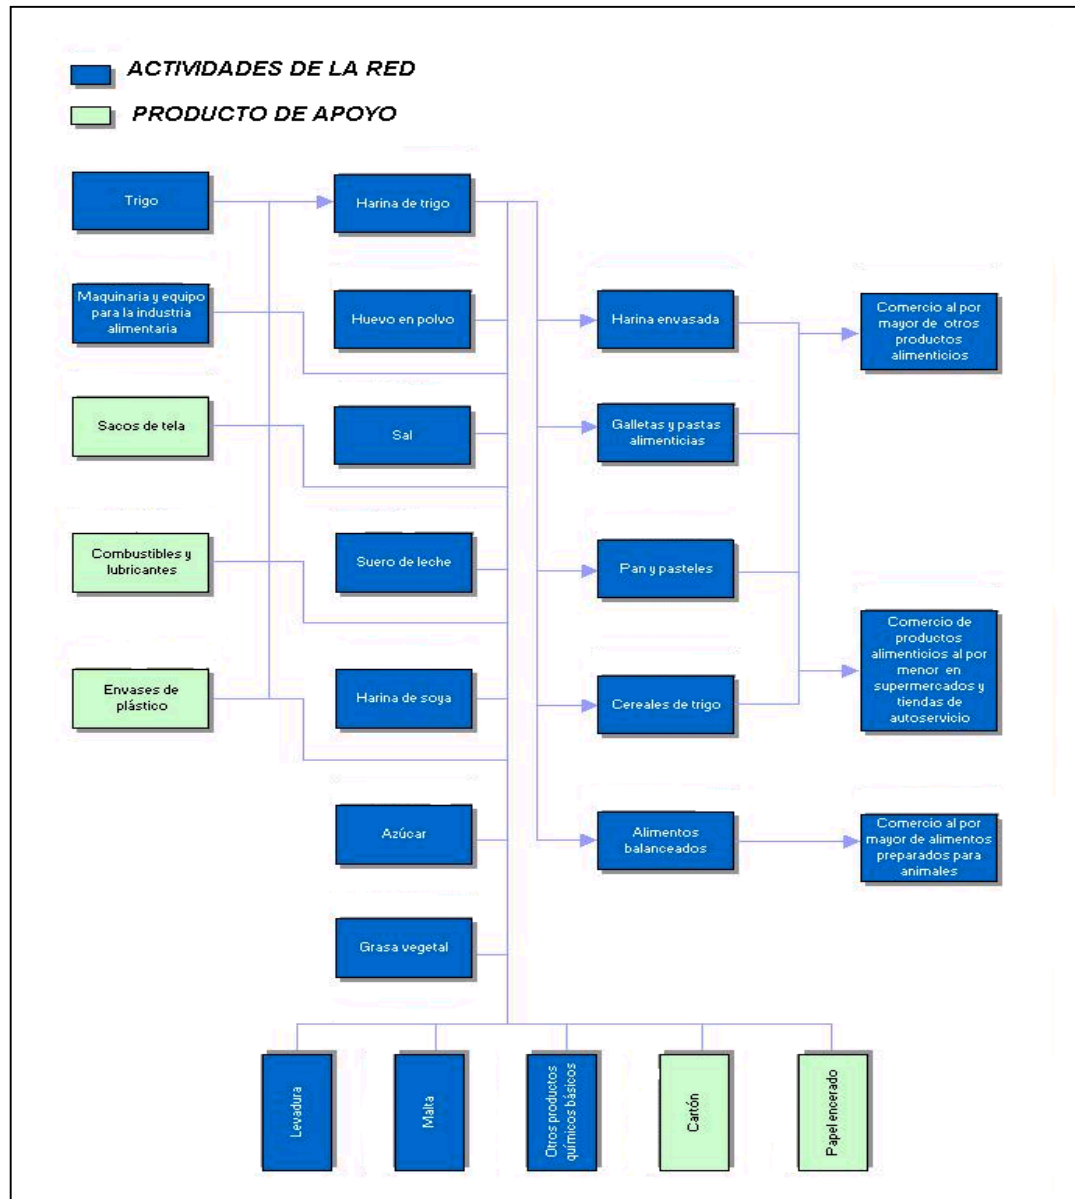 ACTIVIDADES DE LA RED
PRODUCTO DE APOYO
Trigo
Harina de trigo
Maquinaria y equipo
para la industria
alimentaria
Huevo en polvo
Harina envasada
Comercio al por
mayor de otros
productos
alimenticios
Sacos de tela
Sal
Galletas y pastas
alimenticias
Combustibles y
lubricantes
Suero de leche
Pan y pasteles
Comercio de
productos
alimenticios al por
menor en
supermercados y
tiendas de
autoservicio
Envases de
plástico
Harina de soya
Cereales de trigo
Azúcar
Alimentos
balanceados
Comercio al por
mayor de alimentos
preparados para
animales
Grasa vegetal
Levadura
Malta
Otros productos
químicos básicos
Cartón
Papel encerado